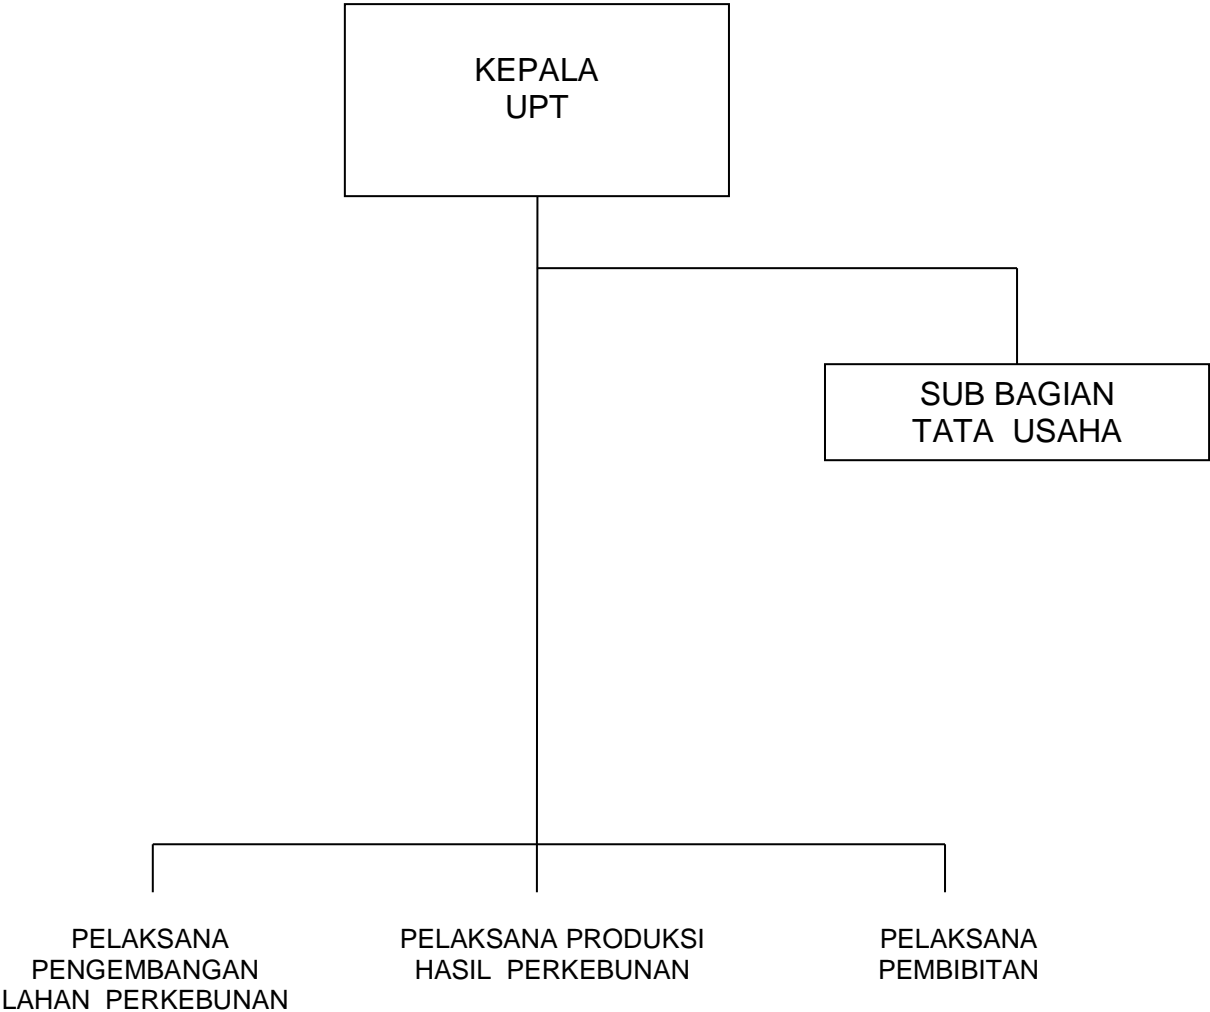 KEPALA
UPT
SUB BAGIAN
TATA  USAHA
PELAKSANA
PENGEMBANGAN
LAHAN  PERKEBUNAN
PELAKSANA PRODUKSI
HASIL  PERKEBUNAN
PELAKSANA
PEMBIBITAN